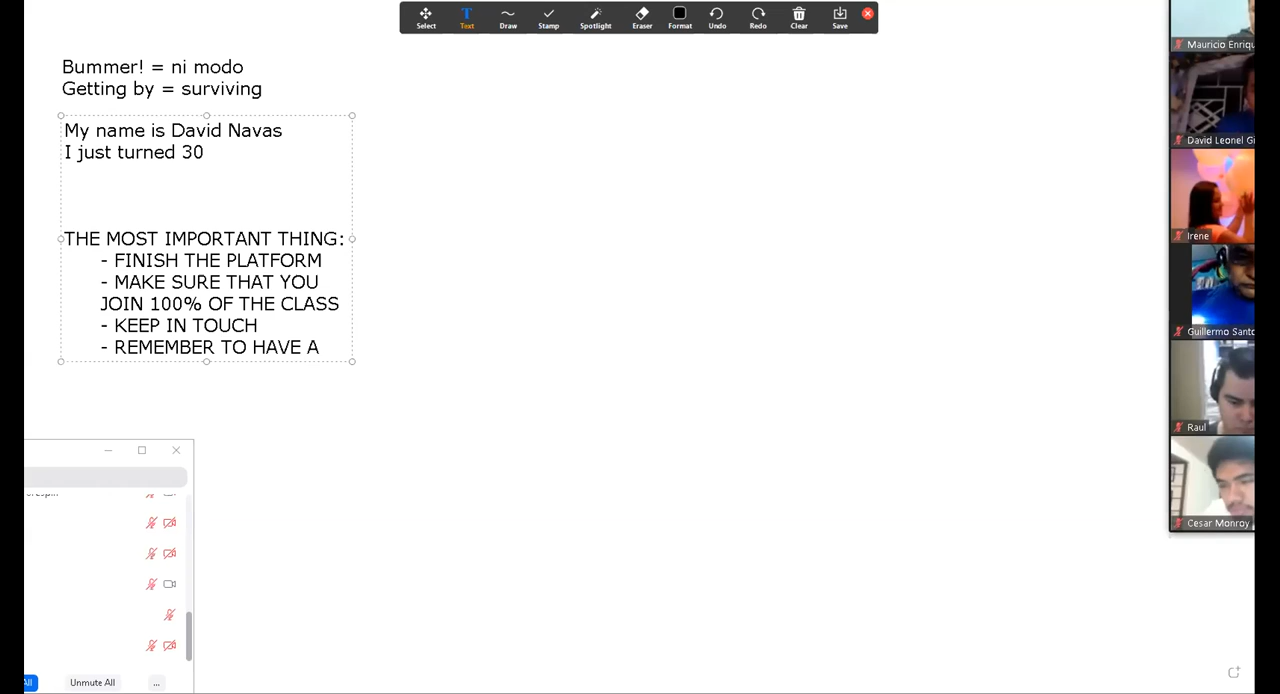 Select Text Draw Stamp Spotlight Eraser Format Undo Redo Clear Save
Bummer! = ni modo
Getting by = surviving
My name is David Navas
I just turned 30
THE MOST IMPORTANT THING:
- FINISH THE PLATFORM
- MAKE SURE THAT YOU
JOIN 100% OF THE CLASS
- KEEP IN TOUCH
- REMEMBER TO HAVE A
Unmute All ...
Mauricio Enriqu
David Leonel Gi
Irene
Guillermo Santo
Raul
Cesar Monroy